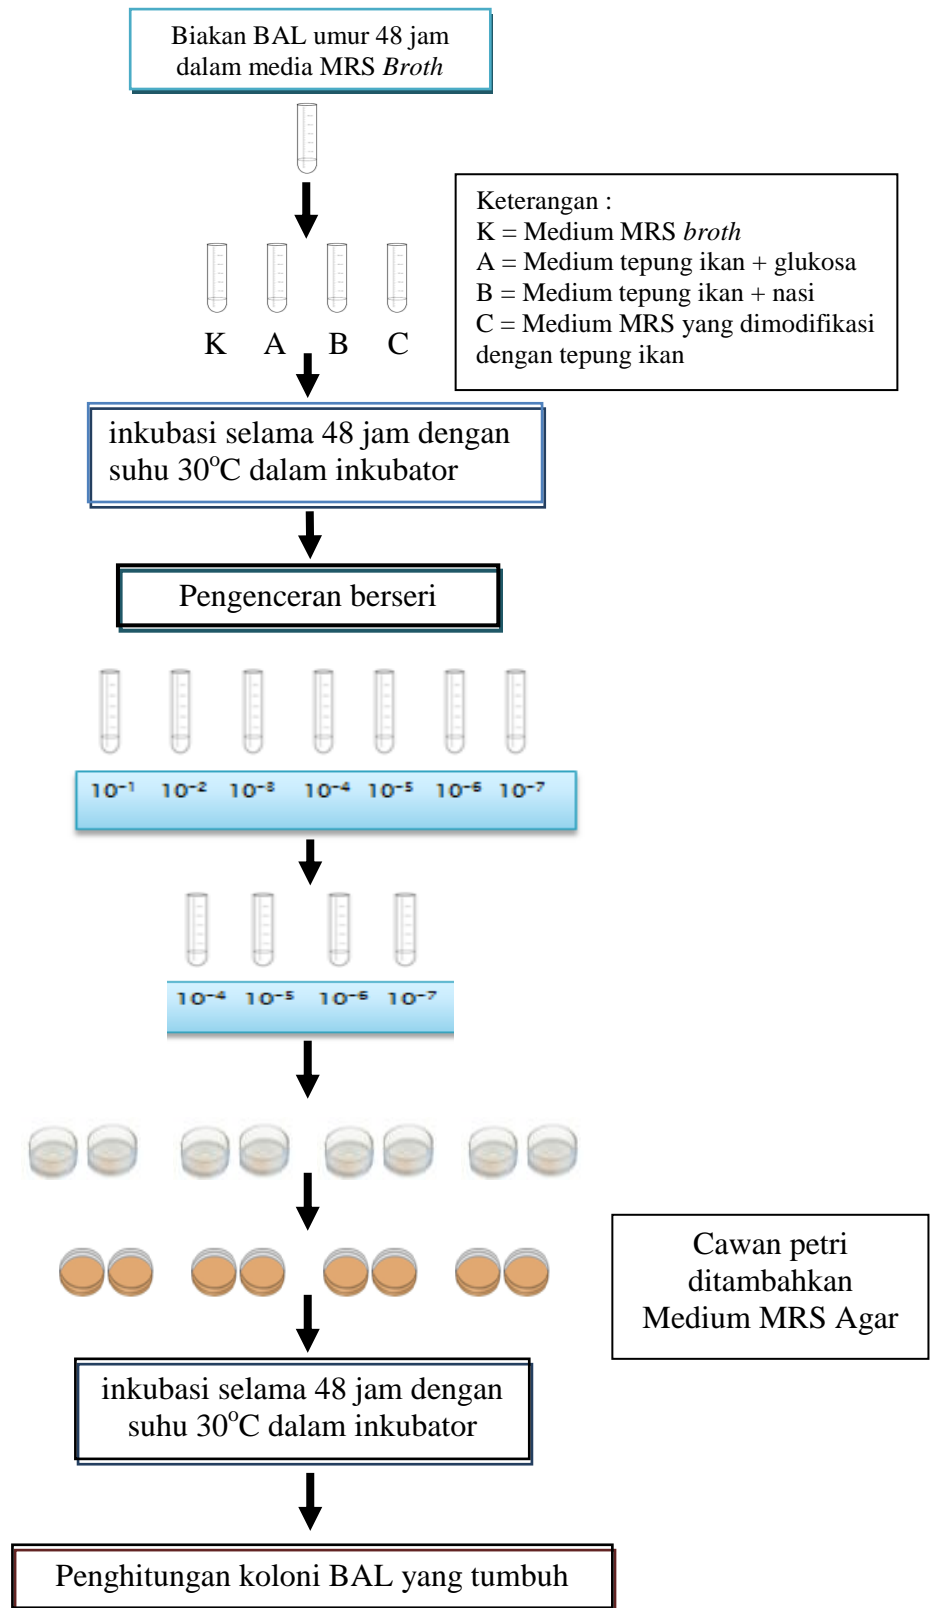 Biakan BAL umur 48 jam
dalam media MRS Broth
Keterangan :
K = Medium MRS broth
A = Medium tepung ikan + glukosa
B = Medium tepung ikan + nasi
C = Medium MRS yang dimodifikasi
dengan tepung ikan
K A B C
inkubasi selama 48 jam dengan
suhu 30°C dalam inkubator
Pengenceran berseri
10⁻¹ 10⁻² 10⁻³ 10⁻⁴ 10⁻⁵ 10⁻⁶ 10⁻⁷
10⁻⁴ 10⁻⁵ 10⁻⁶ 10⁻⁷
Cawan petri
ditambahkan
Medium MRS Agar
inkubasi selama 48 jam dengan
suhu 30°C dalam inkubator
Penghitungan koloni BAL yang tumbuh